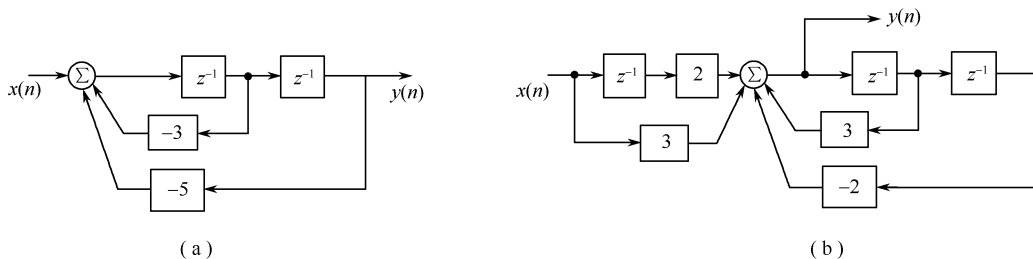 y(n)
x(n) Σ z⁻¹ z⁻¹ y(n)
–3
–5
x(n) z⁻¹ 2 Σ z⁻¹ z⁻¹
3 3
–2
( a ) ( b )